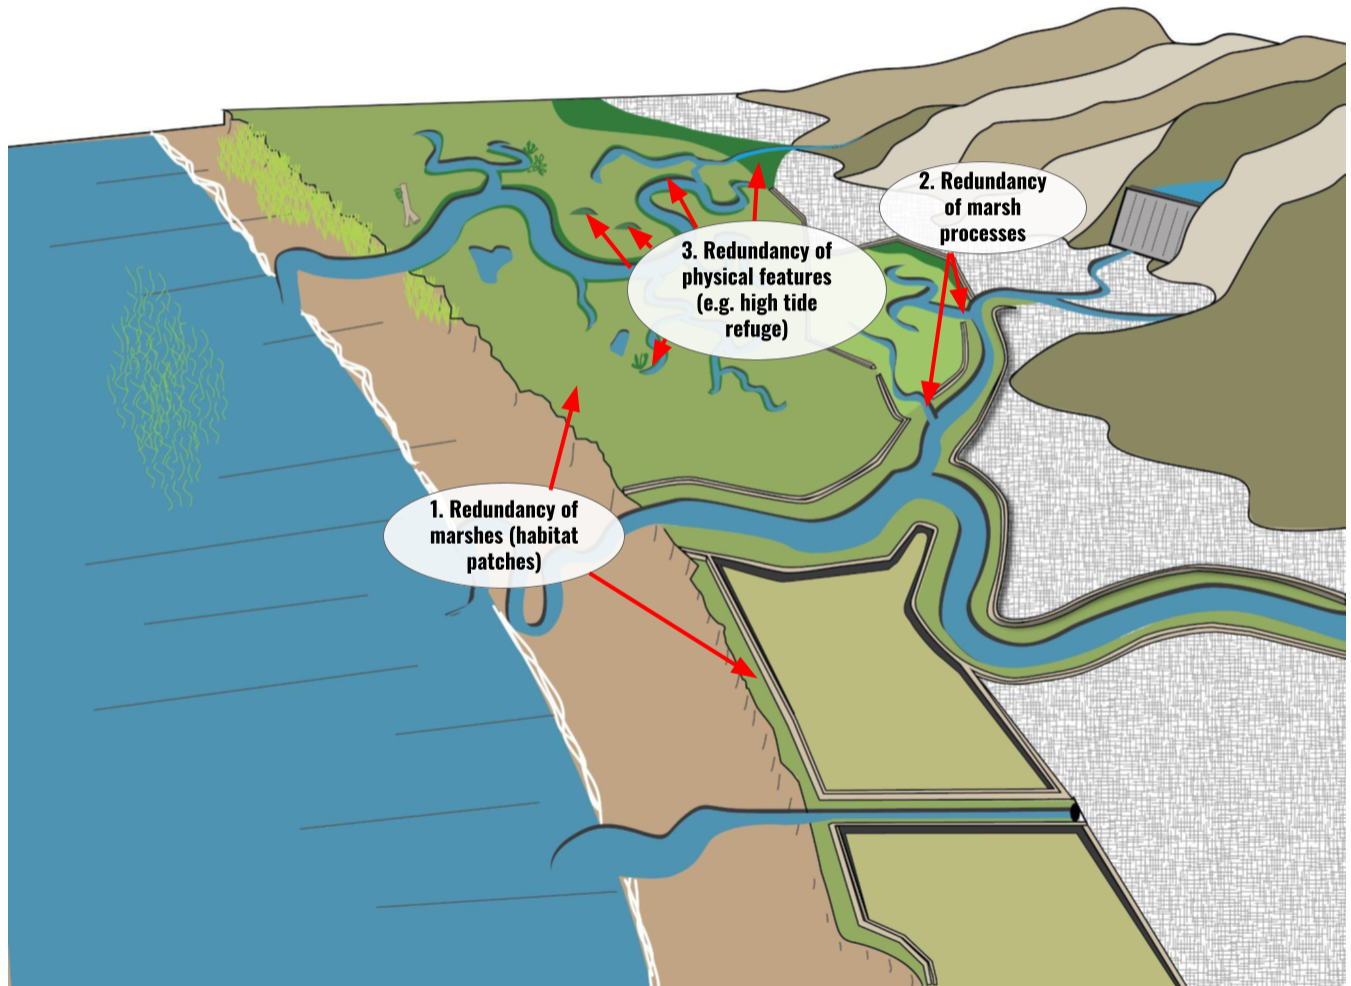 2. Redundancy
of marsh
processes
3. Redundancy of
physical features
(e.g. high tide
refuge)
1. Redundancy of
marshes (habitat
patches)